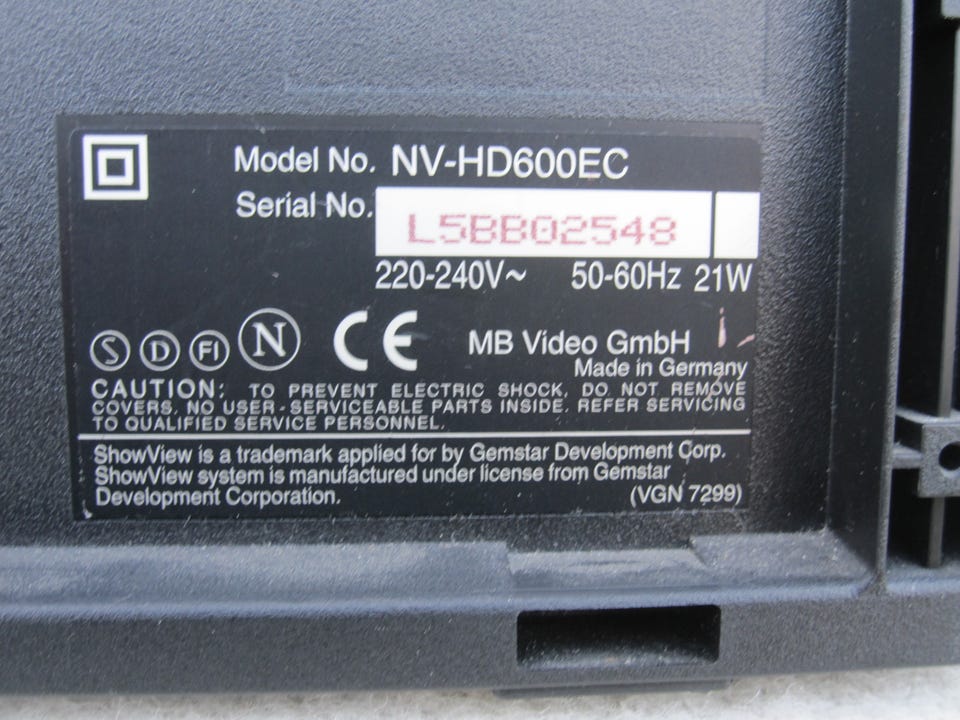 Model No. NV-HD600EC
Serial No. L5BB02548
220-240V~ 50-60Hz 21W
S D FI N CE MB Video GmbH
Made in Germany
CAUTION: TO PREVENT ELECTRIC SHOCK, DO NOT REMOVE
COVERS. NO USER-SERVICEABLE PARTS INSIDE. REFER SERVICING
TO QUALIFIED SERVICE PERSONNEL.
ShowView is a trademark applied for by Gemstar Development Corp.
ShowView system is manufactured under license from Gemstar
Development Corporation. (VGN 7299)